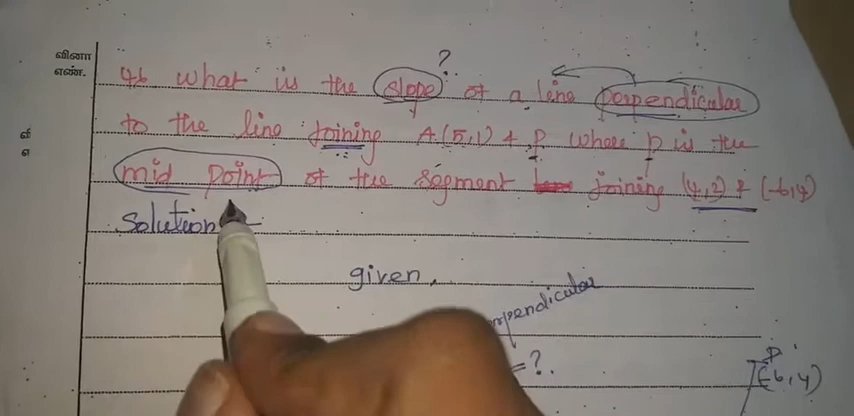 வினா
எண்.
?
46 what is the slope of a line perpendicular
to the line joining A(5,1) & P where P is the
mid point of the segment joining (4,2) & (-6,4)
Solution
given.
rpendicular
=?.
P
(-6,4)